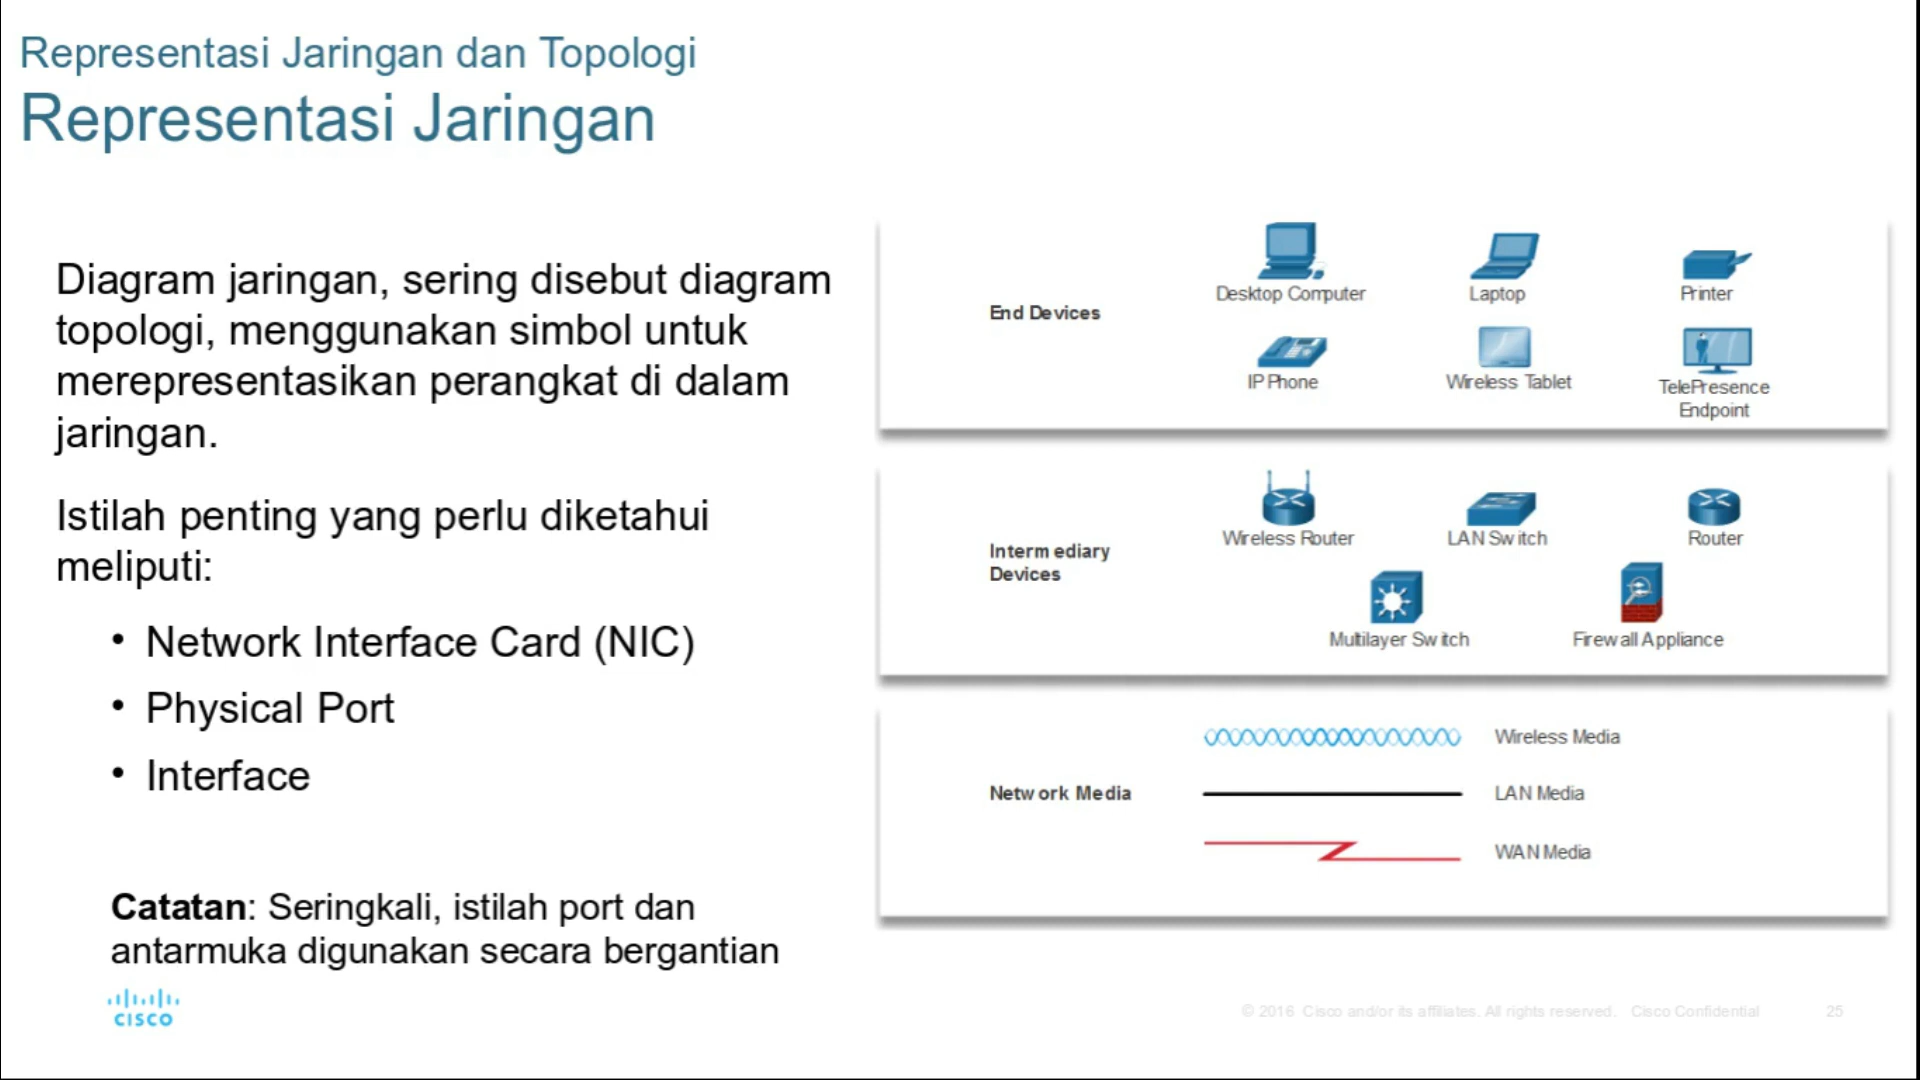 Representasi Jaringan dan Topologi
Representasi Jaringan
Diagram jaringan, sering disebut diagram
topologi, menggunakan simbol untuk
merepresentasikan perangkat di dalam
jaringan.
Istilah penting yang perlu diketahui
meliputi:
• Network Interface Card (NIC)
• Physical Port
• Interface
Catatan: Seringkali, istilah port dan
antarmuka digunakan secara bergantian
End Devices
Desktop Computer
Laptop
Printer
IP Phone
Wireless Tablet
TelePresence
Endpoint
Intermediary
Devices
Wireless Router
LAN Switch
Router
Multilayer Switch
Firewall Appliance
Network Media
Wireless Media
LAN Media
WAN Media
CISCO
© 2016 Cisco and/or its affiliates. All rights reserved. Cisco Confidential
25